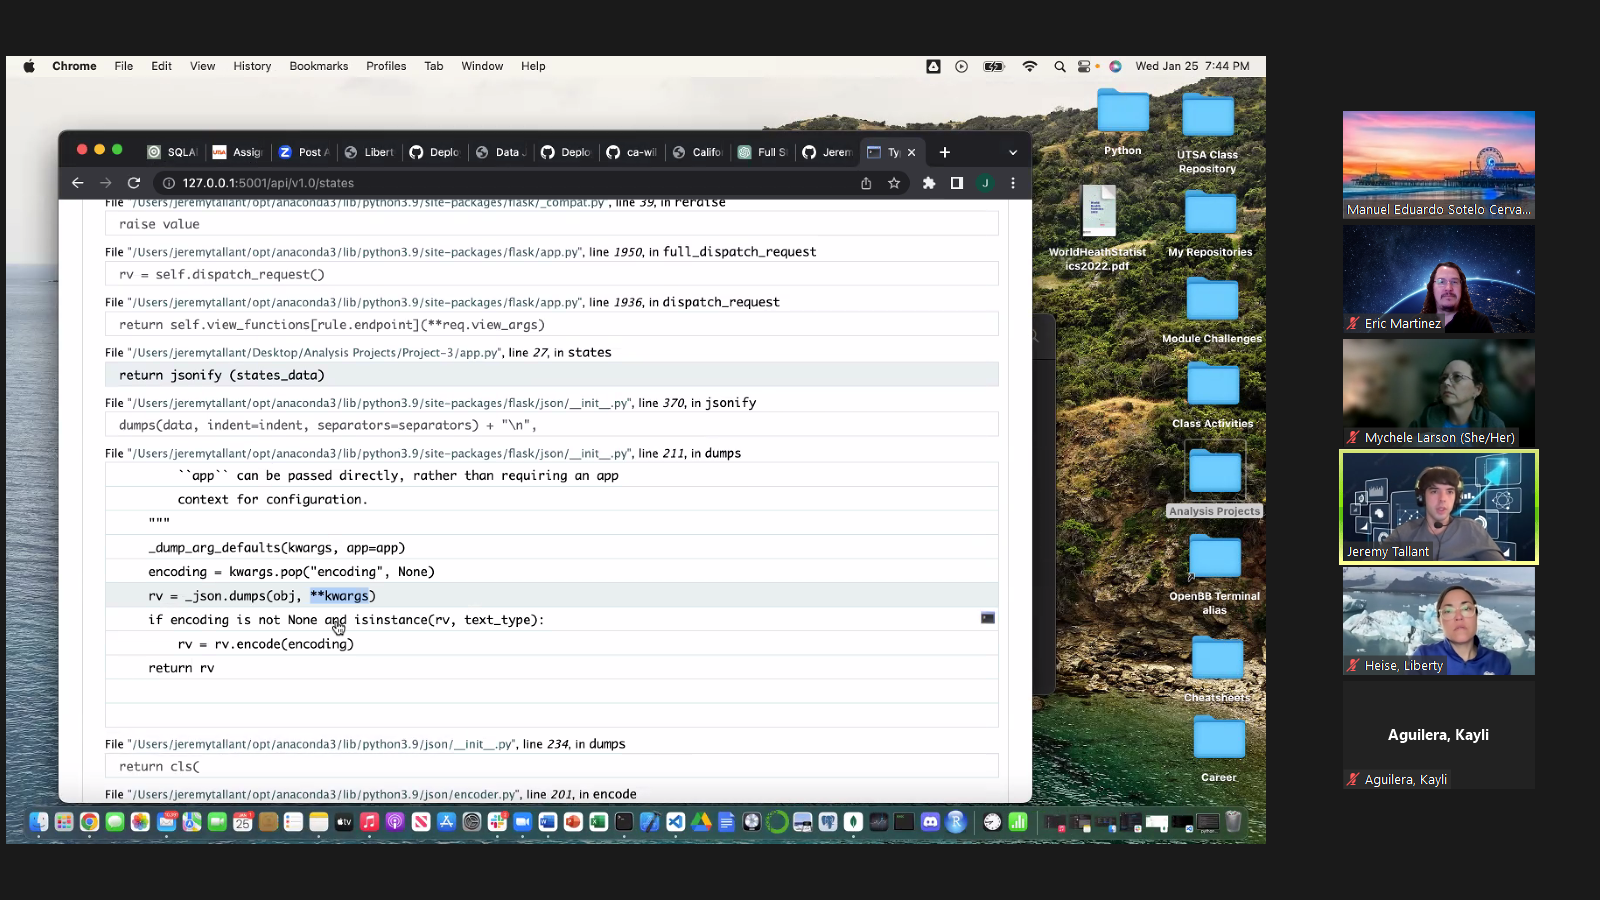 Chrome File Edit View History Bookmarks Profiles Tab Window Help Wed Jan 25 7:44 PM
SQLAI Assign Post A Libert Deplo Data J Deplo ca-wil Califo Full S Jerem Ty
127.0.0.1:5001/api/v1.0/states J
File "/Users/jeremytallant/opt/anaconda3/lib/python3.9/site-packages/flask/_compat.py", line 39, in reraise
raise value
File "/Users/jeremytallant/opt/anaconda3/lib/python3.9/site-packages/flask/app.py", line 1950, in full_dispatch_request
rv = self.dispatch_request()
File "/Users/jeremytallant/opt/anaconda3/lib/python3.9/site-packages/flask/app.py", line 1936, in dispatch_request
return self.view_functions[rule.endpoint](**req.view_args)
File "/Users/jeremytallant/Desktop/Analysis Projects/Project-3/app.py", line 27, in states
return jsonify (states_data)
File "/Users/jeremytallant/opt/anaconda3/lib/python3.9/site-packages/flask/json/__init__.py", line 370, in jsonify
dumps(data, indent=indent, separators=separators) + "\n",
File "/Users/jeremytallant/opt/anaconda3/lib/python3.9/site-packages/flask/json/__init__.py", line 211, in dumps
``app`` can be passed directly, rather than requiring an app
context for configuration.
"""
_dump_arg_defaults(kwargs, app=app)
encoding = kwargs.pop("encoding", None)
rv = _json.dumps(obj, **kwargs)
if encoding is not None and isinstance(rv, text_type):
rv = rv.encode(encoding)
return rv
File "/Users/jeremytallant/opt/anaconda3/lib/python3.9/json/__init__.py", line 234, in dumps
return cls(
File "/Users/jeremytallant/opt/anaconda3/lib/python3.9/json/encoder.py", line 201, in encode
Python
UTSA Class
Repository
WorldHeathStatist
ics2022.pdf
My Repositories
Module Challenges
Class Activities
Analysis Projects
OpenBB Terminal
alias
Cheatsheets
Career
25
Manuel Eduardo Sotelo Cerva...
Eric Martinez
Mychele Larson (She/Her)
Jeremy Tallant
Heise, Liberty
Aguilera, Kayli
Aguilera, Kayli